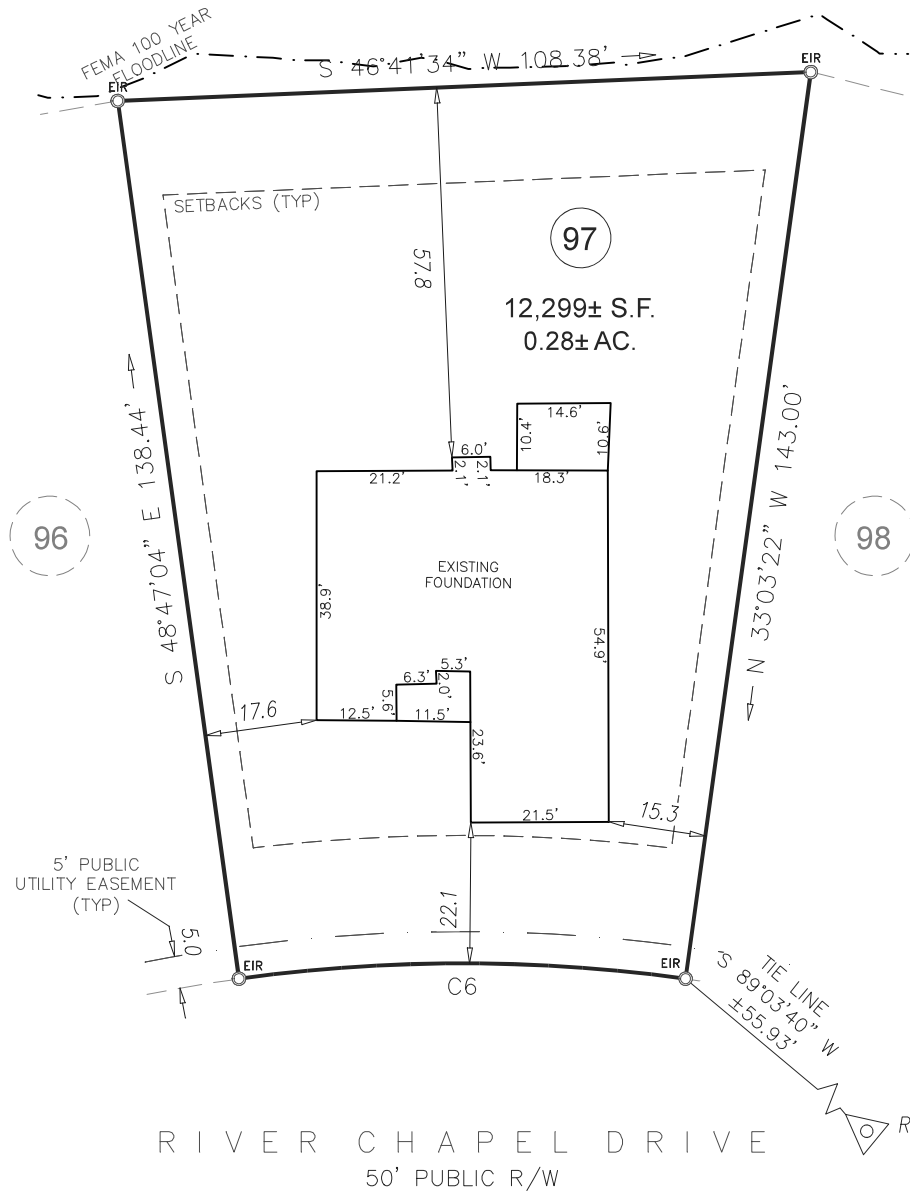 FEMA 100 YEAR
FLOODLINE
S 46°41'34" W 108.38'
EIR
EIR
SETBACKS (TYP)
97
57.8
12,299± S.F.
0.28± AC.
14.6'
10.4'
10.6'
6.0'
21.2'
2.1'
2.1'
18.3'
S 48°47'04" E 138.44'
N 33°03'22" W 143.00'
96
98
EXISTING
FOUNDATION
38.9'
54.9'
5.3'
6.3'
2.0'
5.6'
12.5'
11.5'
17.6
23.6'
21.5'
15.3
5' PUBLIC
UTILITY EASEMENT
(TYP)
5.0
22.1
EIR
EIR
C6
TIE LINE
S 89°03'40" W
±55.93'
R
RIVER CHAPEL DRIVE
50' PUBLIC R/W